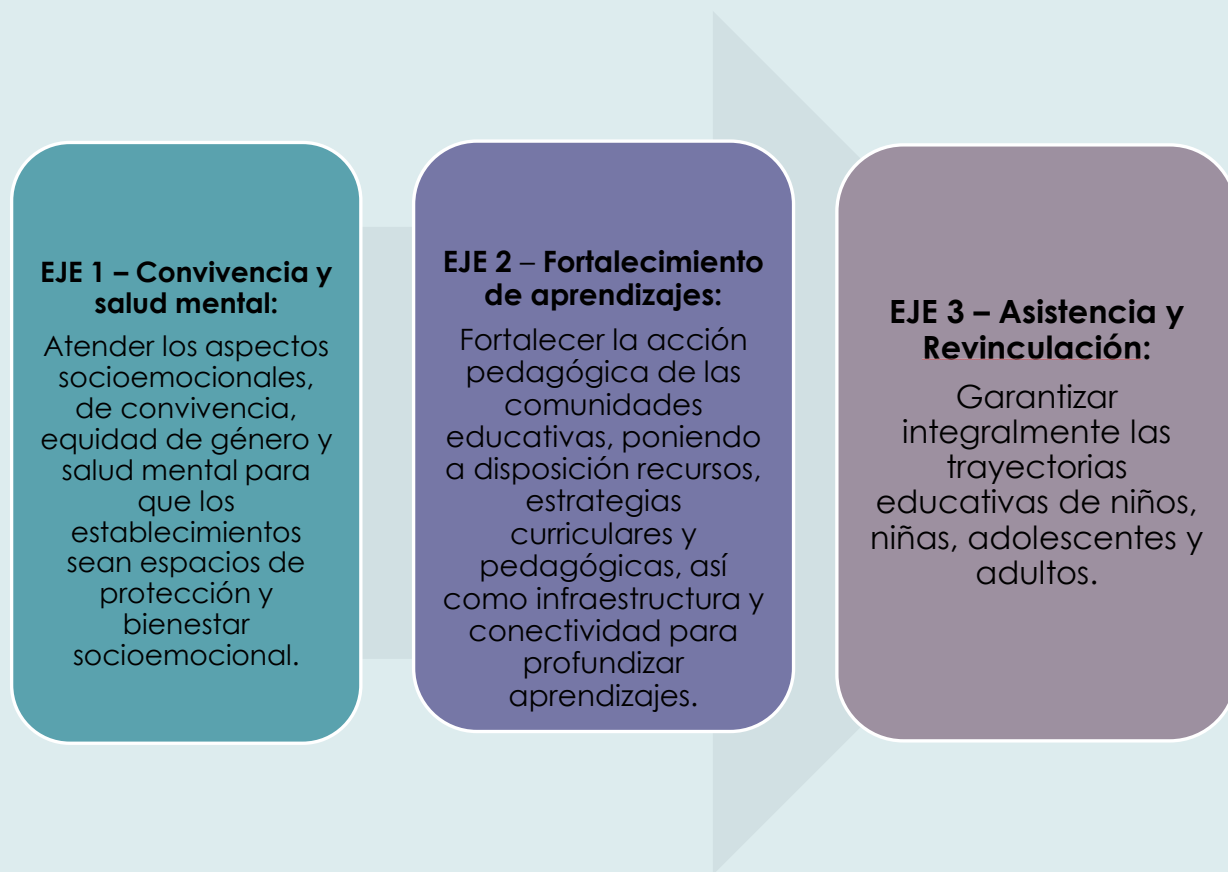 EJE 1 – Convivencia y
salud mental:
Atender los aspectos
socioemocionales,
de convivencia,
equidad de género y
salud mental para
que los
establecimientos
sean espacios de
protección y
bienestar
socioemocional.
EJE 2 – Fortalecimiento
de aprendizajes:
Fortalecer la acción
pedagógica de las
comunidades
educativas, poniendo
a disposición recursos,
estrategias
curriculares y
pedagógicas, así
como infraestructura y
conectividad para
profundizar
aprendizajes.
EJE 3 – Asistencia y
Revinculación:
Garantizar
integralmente las
trayectorias
educativas de niños,
niñas, adolescentes y
adultos.